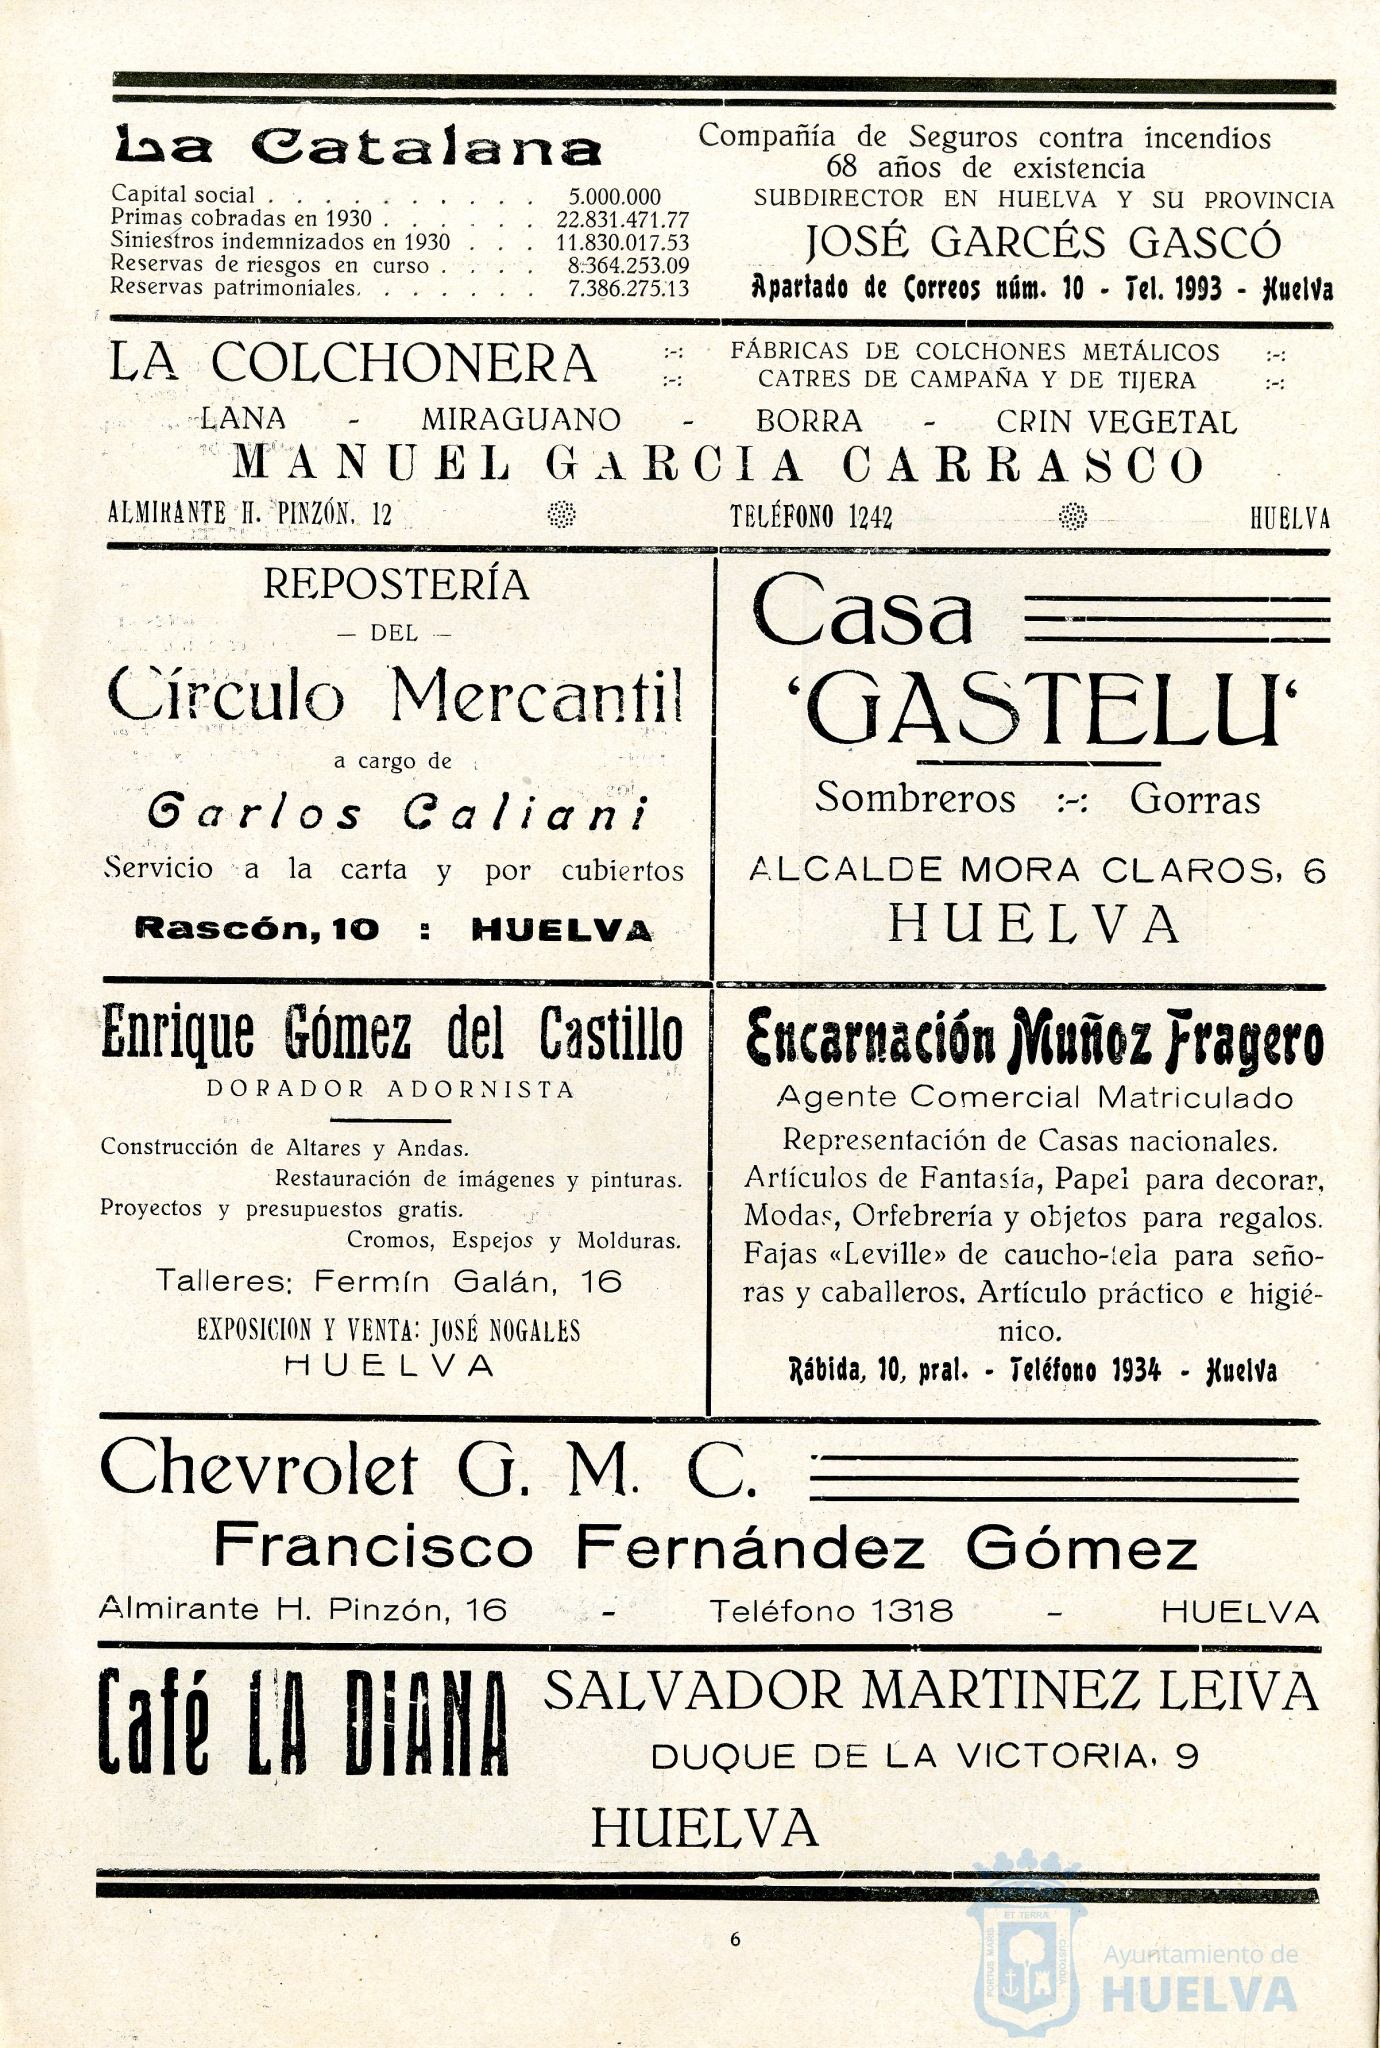 La Catalana
Capital social . . . . . . . . . . 5.000.000
Primas cobradas en 1930 . . . . . . 22.831.471.77
Siniestros indemnizados en 1930 . . . 11.830.017.53
Reservas de riesgos en curso . . . . 8.364.253.09
Reservas patrimoniales. . . . . . . 7.386.275.13
Compañía de Seguros contra incendios
68 años de existencia
SUBDIRECTOR EN HUELVA Y SU PROVINCIA
JOSÉ GARCÉS GASCÓ
Apartado de Correos núm. 10 - Tel. 1993 - Huelva
LA COLCHONERA
:-: FÁBRICAS DE COLCHONES METÁLICOS :-:
:-: CATRES DE CAMPAÑA Y DE TIJERA :-:
LANA - MIRAGUANO - BORRA - CRIN VEGETAL
MANUEL GARCIA CARRASCO
ALMIRANTE H. PINZÓN, 12 TELÉFONO 1242 HUELVA
REPOSTERÍA
— DEL —
Círculo Mercantil
a cargo de
Carlos Caliani
Servicio a la carta y por cubiertos
Rascón, 10 : HUELVA
Casa
‘GASTELU‘
Sombreros :-: Gorras
ALCALDE MORA CLAROS, 6
HUELVA
Enrique Gómez del Castillo
DORADOR ADORNISTA
Construcción de Altares y Andas.
Restauración de imágenes y pinturas.
Proyectos y presupuestos gratis.
Cromos, Espejos y Molduras.
Talleres: Fermín Galán, 16
EXPOSICION Y VENTA: JOSÉ NOGALES
HUELVA
Encarnación Muñoz Fragero
Agente Comercial Matriculado
Representación de Casas nacionales.
Artículos de Fantasía, Papel para decorar,
Modas, Orfebrería y objetos para regalos.
Fajas «Leville» de caucho-tela para seño-
ras y caballeros, Artículo práctico e higié-
nico.
Rábida, 10, pral. - Teléfono 1934 - Huelva
Chevrolet G. M. C.
Francisco Fernández Gómez
Almirante H. Pinzón, 16 - Teléfono 1318 - HUELVA
Café LA DIANA
SALVADOR MARTINEZ LEIVA
DUQUE DE LA VICTORIA, 9
HUELVA
6
PORTUS MARIS ET TERRÆ CUSTODIA
Ayuntamiento de
HUELVA